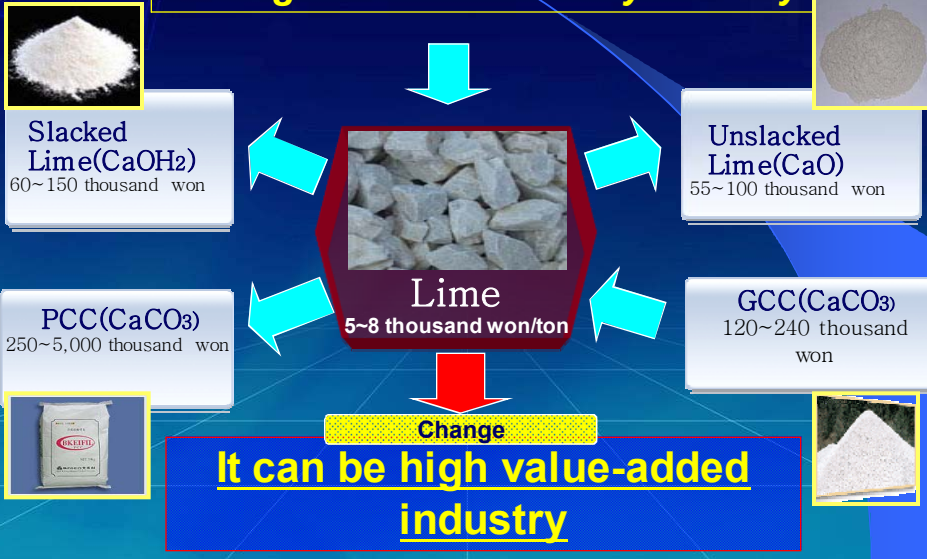 Slacked
Lime(CaOH2)
60~150 thousand won
Unslacked
Lime(CaO)
55~100 thousand won
Lime
5~8 thousand won/ton
PCC(CaCO3)
250~5,000 thousand won
GCC(CaCO3)
120~240 thousand
won
BKEIFIL
Change
It can be high value-added
industry